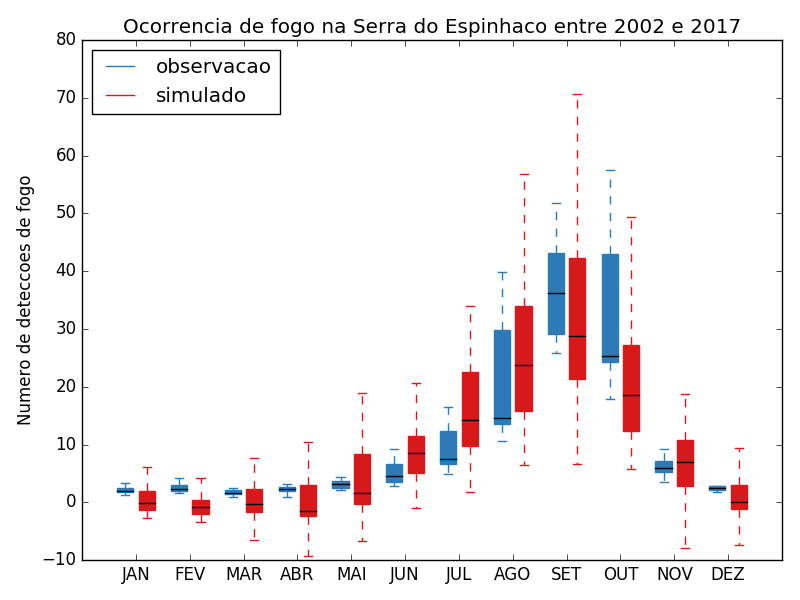 Ocorrencia de fogo na Serra do Espinhaco entre 2002 e 2017
80
70
60
50
40
30
20
10
0
−10
Numero de deteccoes de fogo
observacao
simulado
JAN FEV MAR ABR MAI JUN JUL AGO SET OUT NOV DEZ